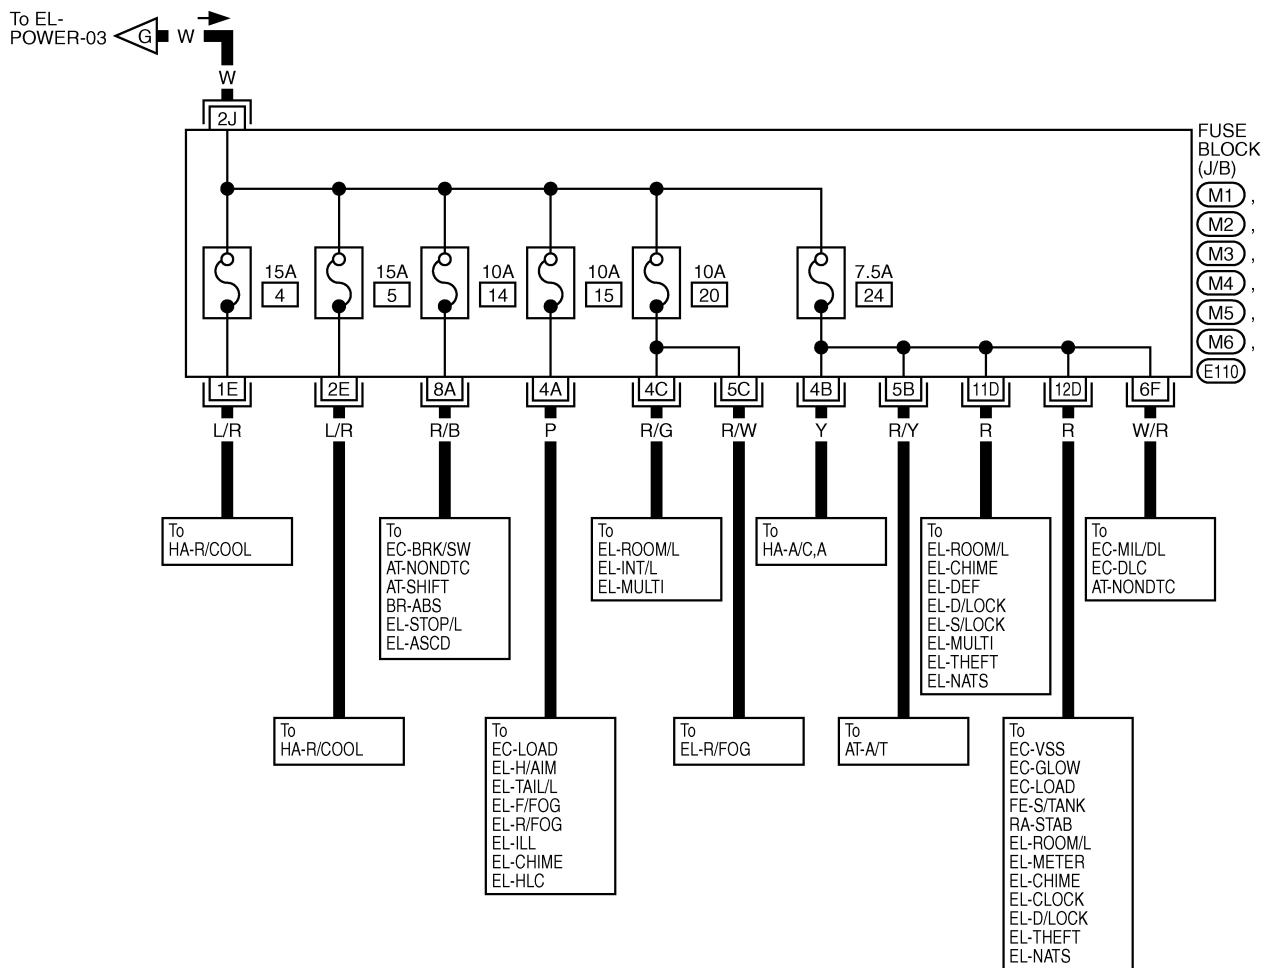 To EL-
POWER-03
G
W
W
2J
FUSE
BLOCK
(J/B)
M1 ,
M2 ,
M3 ,
M4 ,
M5 ,
M6 ,
E110
15A
4
15A
5
10A
14
10A
15
10A
20
7.5A
24
1E
2E
8A
4A
4C
5C
4B
5B
11D
12D
6F
L/R
L/R
R/B
P
R/G
R/W
Y
R/Y
R
R
W/R
To
HA-R/COOL
To
EC-BRK/SW
AT-NONDTC
AT-SHIFT
BR-ABS
EL-STOP/L
EL-ASCD
To
EL-ROOM/L
EL-INT/L
EL-MULTI
To
HA-A/C,A
To
EL-ROOM/L
EL-CHIME
EL-DEF
EL-D/LOCK
EL-S/LOCK
EL-MULTI
EL-THEFT
EL-NATS
To
EC-MIL/DL
EC-DLC
AT-NONDTC
To
HA-R/COOL
To
EC-LOAD
EL-H/AIM
EL-TAIL/L
EL-F/FOG
EL-R/FOG
EL-ILL
EL-CHIME
EL-HLC
To
EL-R/FOG
To
AT-A/T
To
EC-VSS
EC-GLOW
EC-LOAD
FE-S/TANK
RA-STAB
EL-ROOM/L
EL-METER
EL-CHIME
EL-CLOCK
EL-D/LOCK
EL-THEFT
EL-NATS